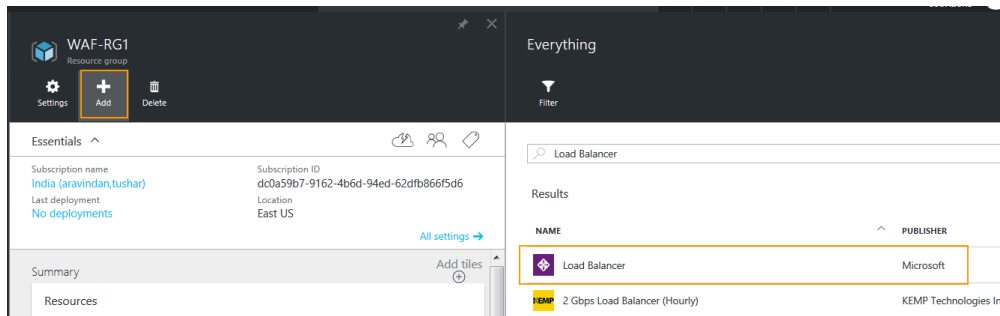 WAF-RG1
Resource group
Settings
Add
Delete
Essentials
Subscription name
India (aravindan,tushar)
Last deployment
No deployments
Subscription ID
dc0a59b7-9162-4b6d-94ed-62dfb866f5d6
Location
East US
All settings →
Summary
Add tiles
Resources
Everything
Filter
Load Balancer
Results
NAME
PUBLISHER
Load Balancer
Microsoft
KEMP
2 Gbps Load Balancer (Hourly)
KEMP Technologies In